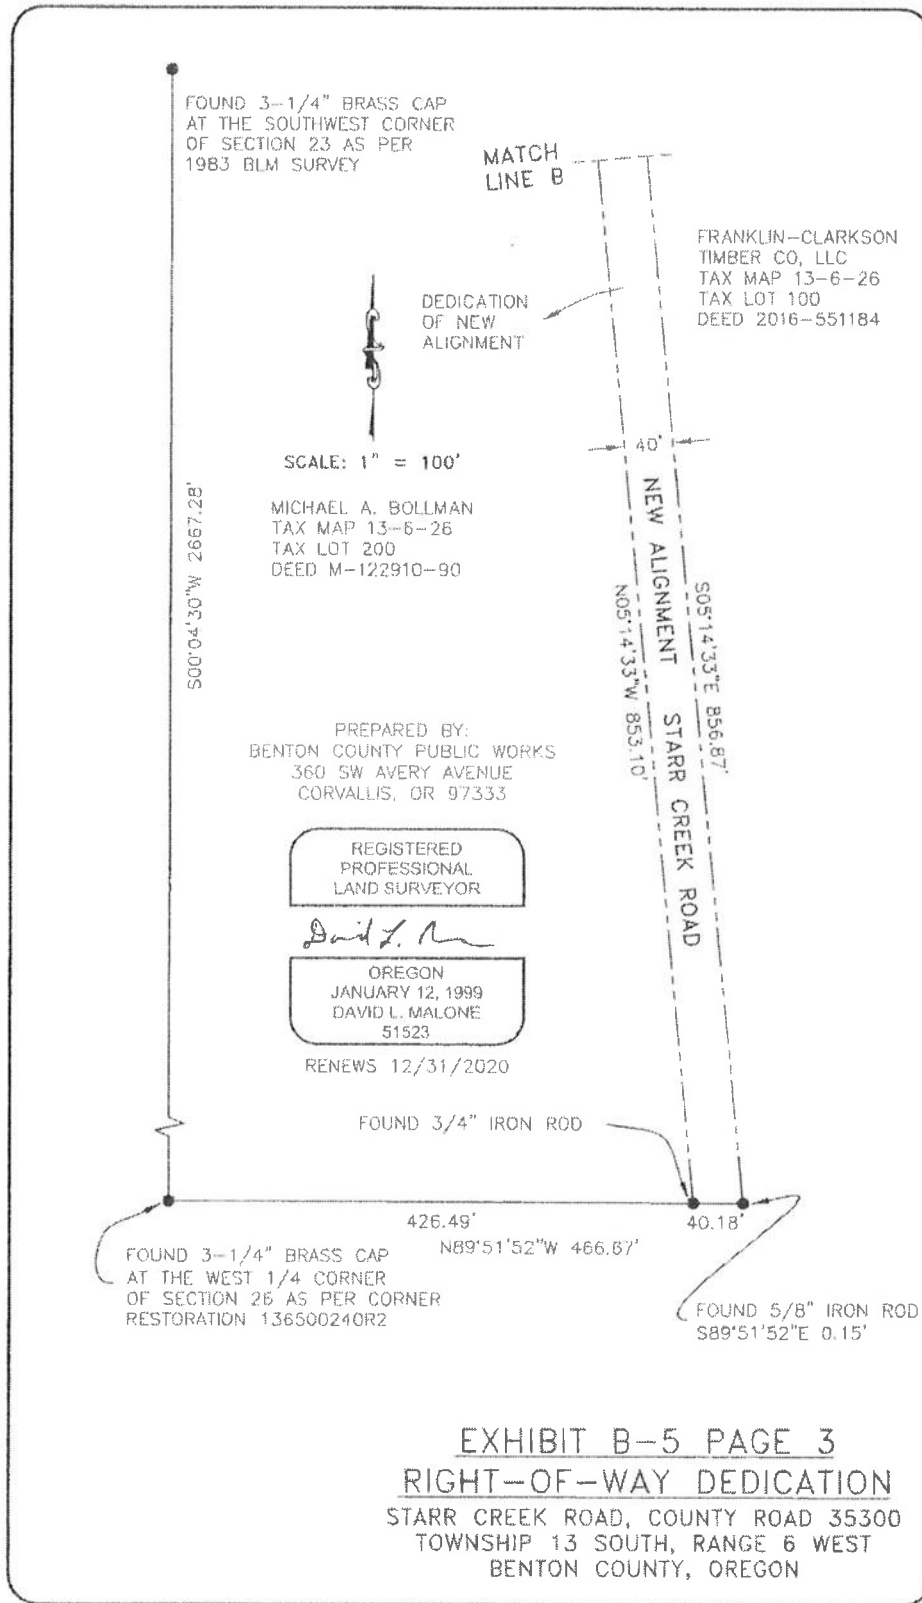 FOUND 3-1/4" BRASS CAP
AT THE SOUTHWEST CORNER
OF SECTION 23 AS PER
1983 BLM SURVEY
MATCH
LINE B
FRANKLIN-CLARKSON
TIMBER CO, LLC
TAX MAP 13-6-26
TAX LOT 100
DEED 2016-551184
DEDICATION
OF NEW
ALIGNMENT
SCALE: 1" = 100'
40'
MICHAEL A. BOLLMAN
TAX MAP 13-6-26
TAX LOT 200
DEED M-122910-90
S00°04'30"W 2667.28'
N05°14'33"W 853.10'
NEW ALIGNMENT STARR CREEK ROAD
S05°14'33"E 856.87'
PREPARED BY:
BENTON COUNTY PUBLIC WORKS
360 SW AVERY AVENUE
CORVALLIS, OR 97333
REGISTERED
PROFESSIONAL
LAND SURVEYOR
David L.
OREGON
JANUARY 12, 1999
DAVID L. MALONE
51523
RENEWS 12/31/2020
FOUND 3/4" IRON ROD
426.49'
40.18'
N89°51'52"W 466.67'
FOUND 3-1/4" BRASS CAP
AT THE WEST 1/4 CORNER
OF SECTION 26 AS PER CORNER
RESTORATION 136500240R2
FOUND 5/8" IRON ROD
S89°51'52"E 0.15'
EXHIBIT B-5 PAGE 3
RIGHT-OF-WAY DEDICATION
STARR CREEK ROAD, COUNTY ROAD 35300
TOWNSHIP 13 SOUTH, RANGE 6 WEST
BENTON COUNTY, OREGON